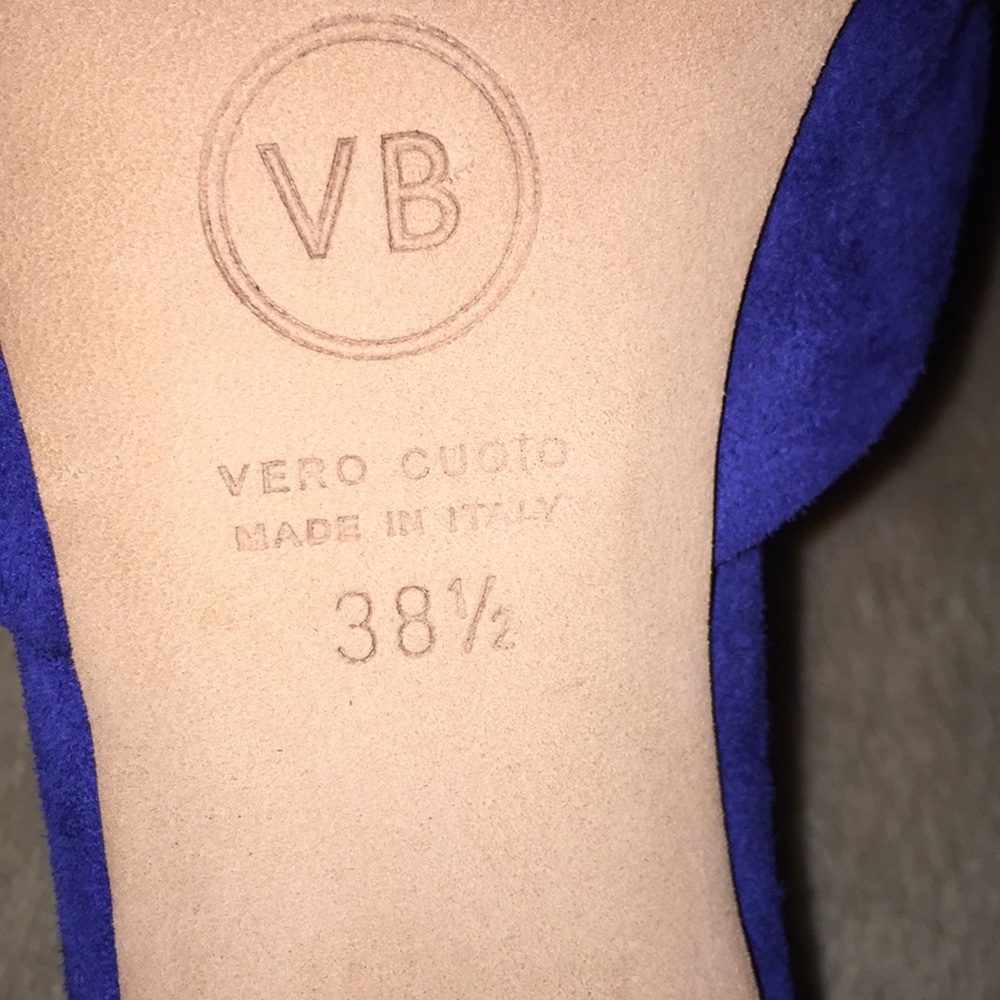 VB
VERO CUOIO
MADE IN ITALY
38½